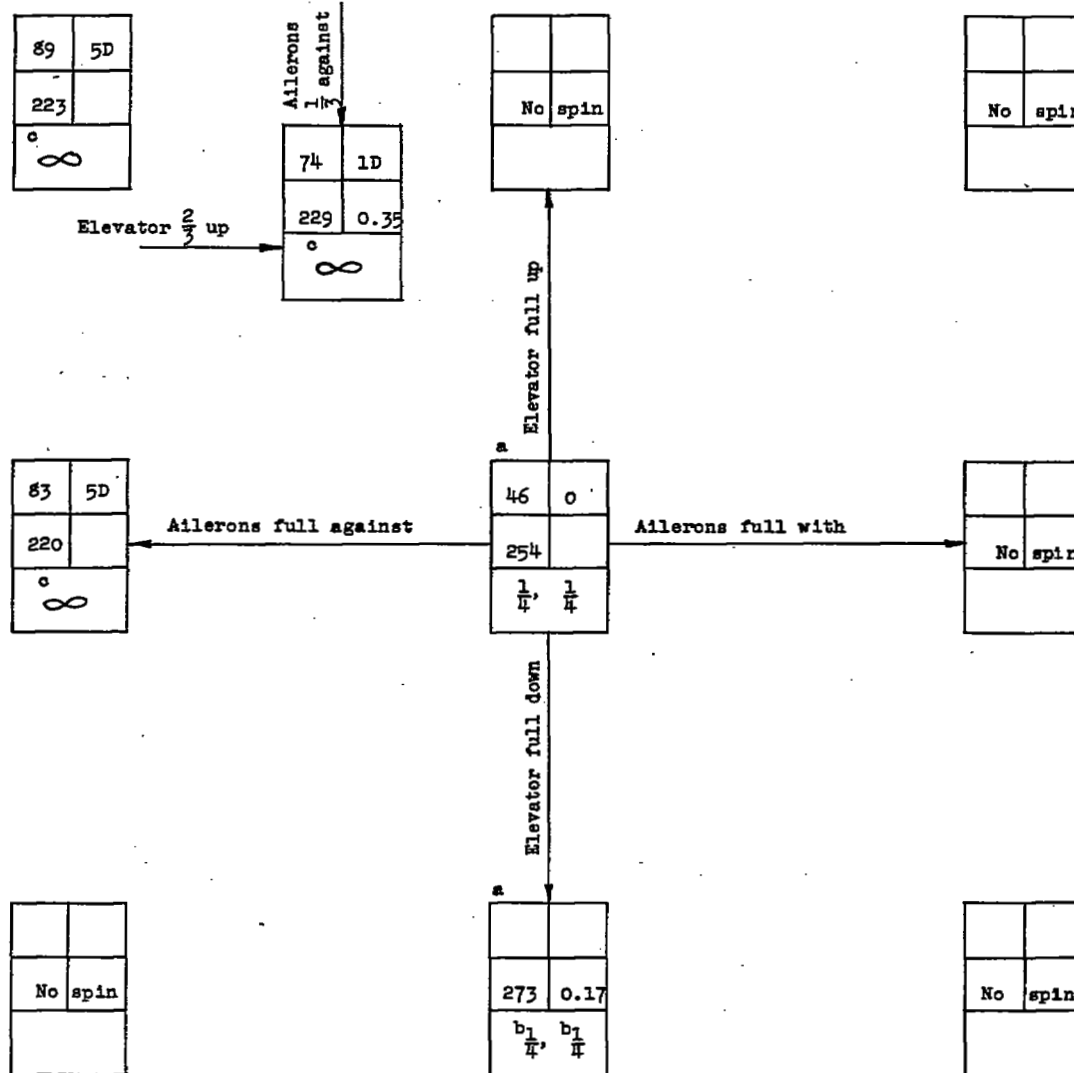 89 5D
223
c
∞
Ailerons
1/3 against
74 1D
229 0.35
c
∞
Elevator 2/3 up
No spin
No spin
Elevator full up
83 5D
220
c
∞
Ailerons full against
a
46 0
254
1/4, 1/4
Ailerons full with
No spin
Elevator full down
No spin
a
273 0.17
b1/4, b1/4
No spin